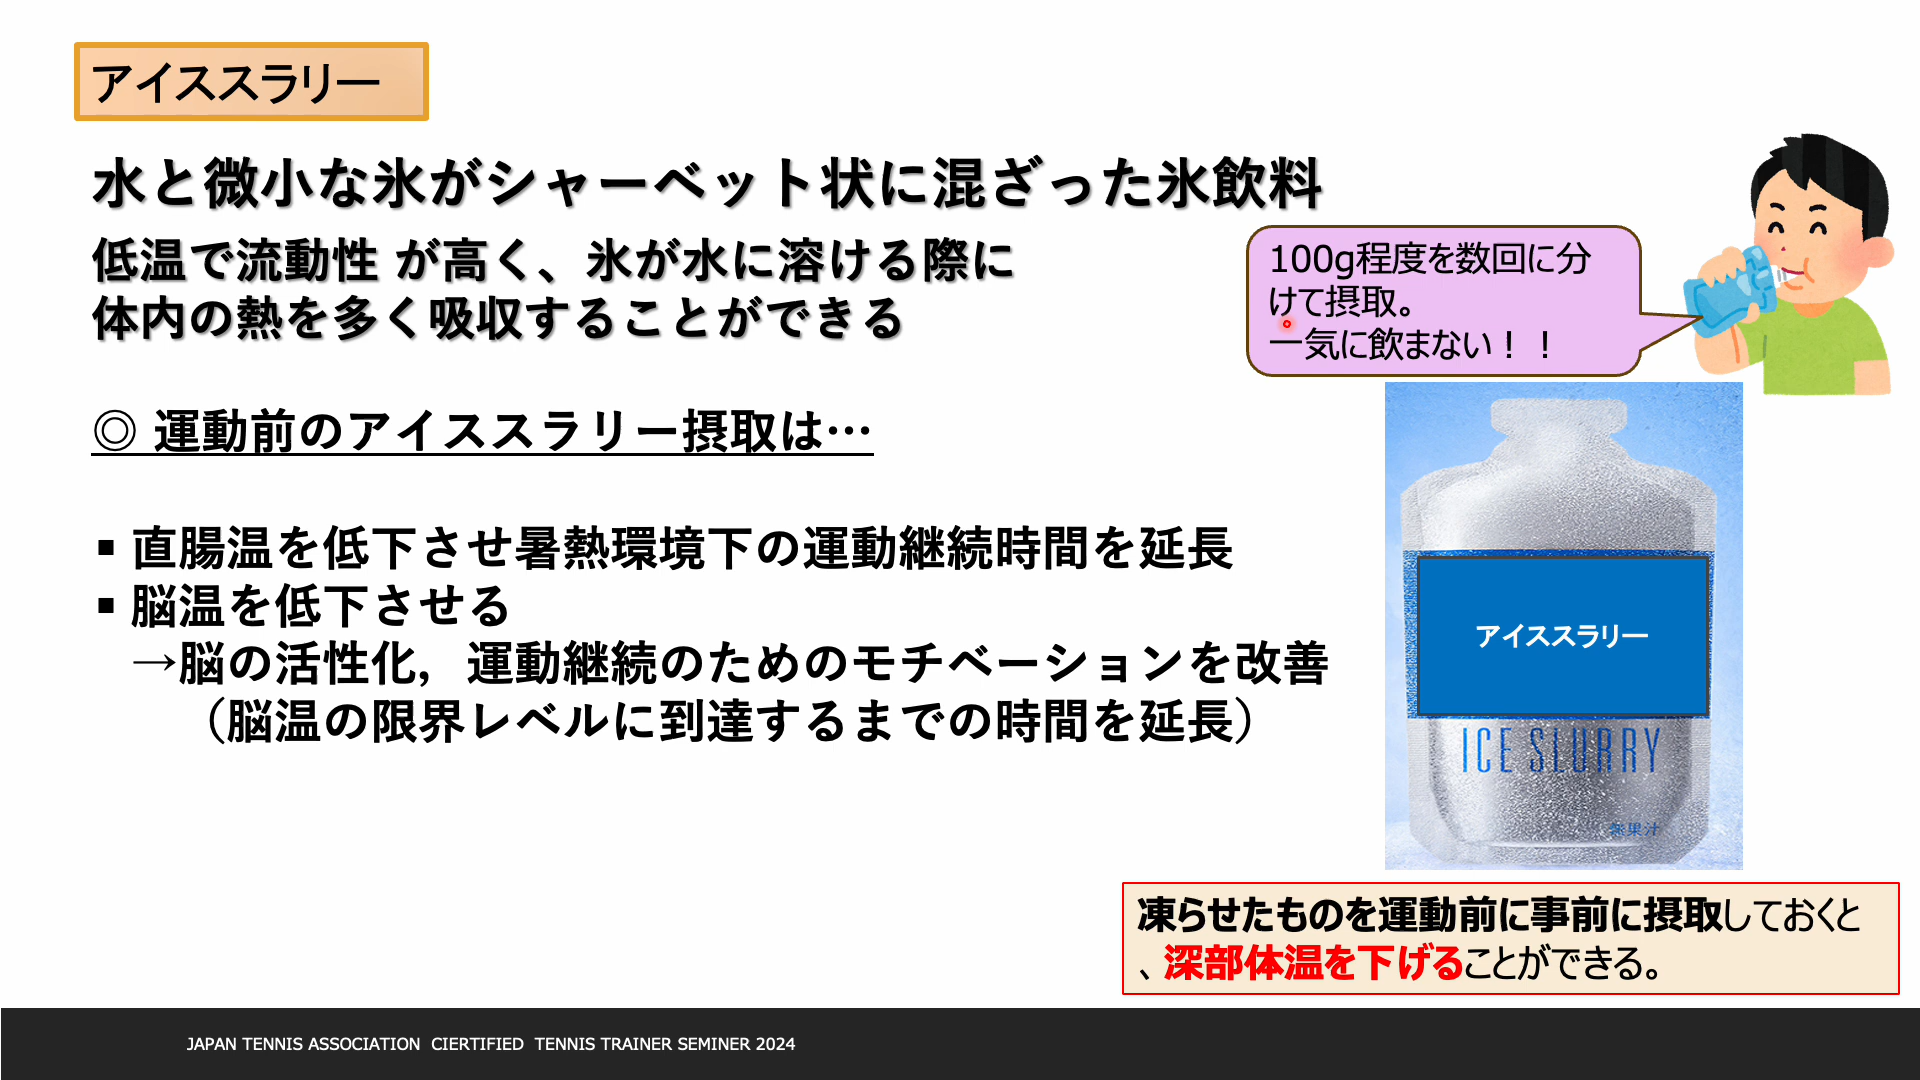 アイススラリー
水と微小な氷がシャーベット状に混ざった氷飲料
低温で流動性 が高く、氷が水に溶ける際に
体内の熱を多く吸収することができる
100g程度を数回に分
けて摂取。
一気に飲まない！！
◎ 運動前のアイススラリー摂取は…
▪ 直腸温を低下させ暑熱環境下の運動継続時間を延長
▪ 脳温を低下させる
→脳の活性化，運動継続のためのモチベーションを改善
（脳温の限界レベルに到達するまでの時間を延長）
アイススラリー
ICE SLURRY
無果汁
凍らせたものを運動前に事前に摂取しておくと
、深部体温を下げることができる。
JAPAN TENNIS ASSOCIATION CIERTIFIED TENNIS TRAINER SEMINER 2024